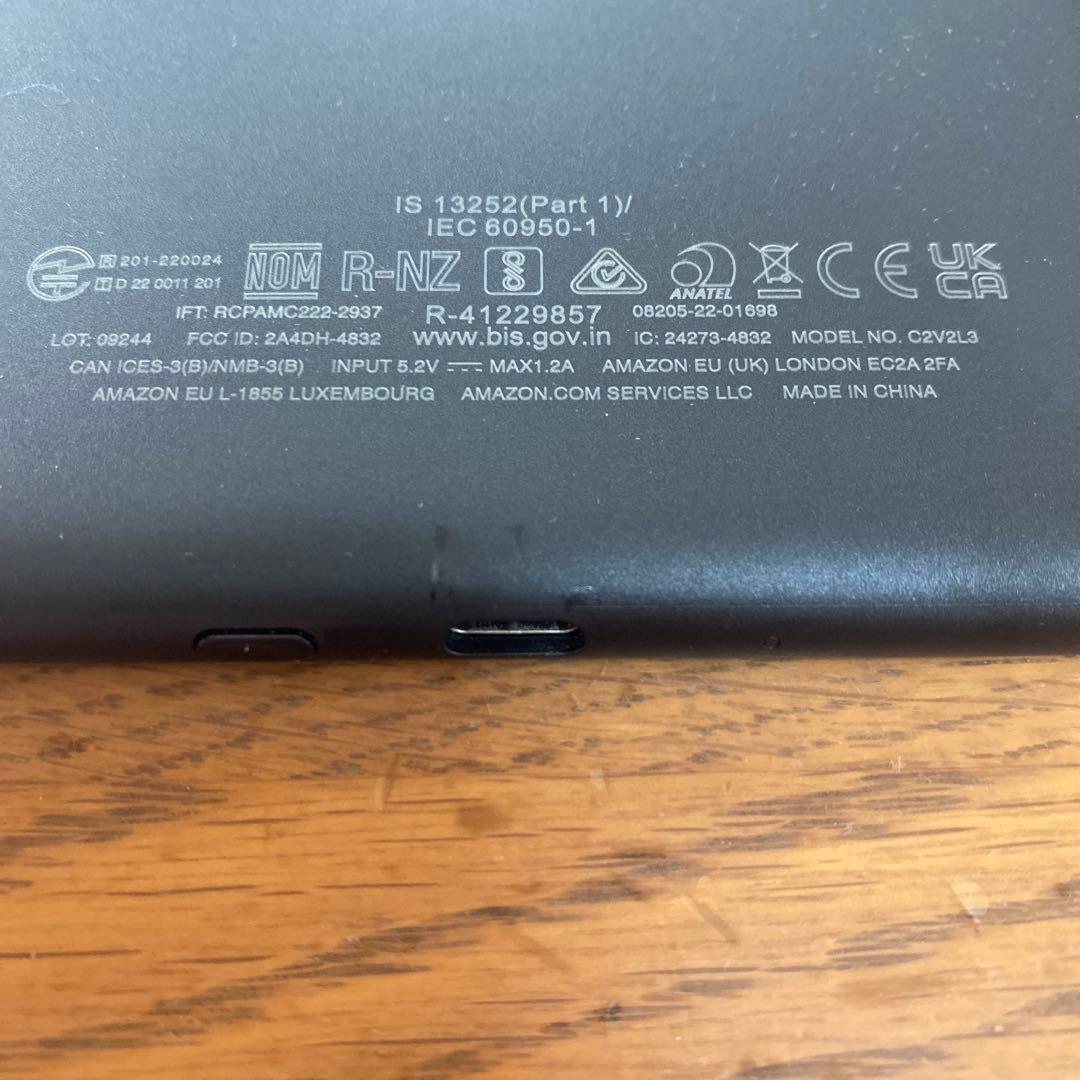 IS 13252(Part 1)/
IEC 60950-1
R 201-220024
T D 22 0011 201
NOM R-NZ ANATEL CE UK CA
IFT: RCPAMC222-2937 R-41229857 08205-22-01698
LOT: 09244 FCC ID: 2A4DH-4832 www.bis.gov.in IC: 24273-4832 MODEL NO. C2V2L3
CAN ICES-3(B)/NMB-3(B) INPUT 5.2V ⎓ MAX1.2A AMAZON EU (UK) LONDON EC2A 2FA
AMAZON EU L-1855 LUXEMBOURG AMAZON.COM SERVICES LLC MADE IN CHINA